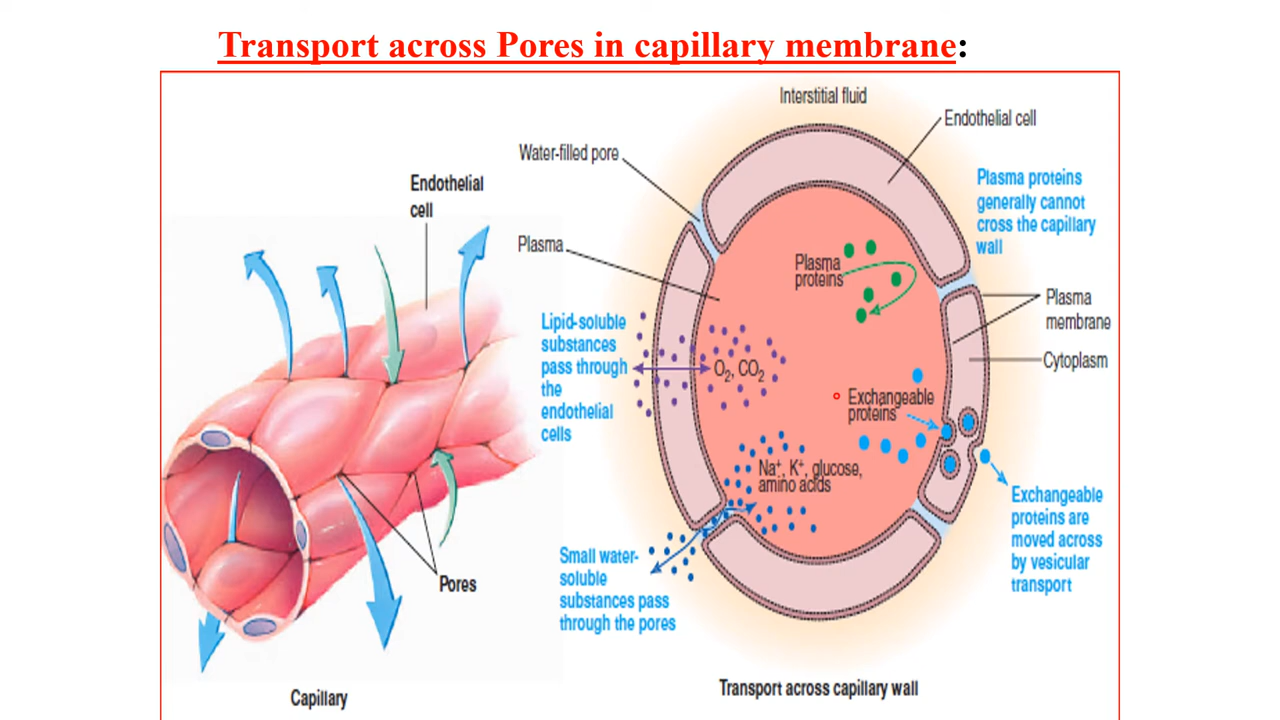 Transport across Pores in capillary membrane:
Endothelial
cell
Pores
Capillary
Interstitial fluid
Water-filled pore
Endothelial cell
Plasma
Plasma proteins
generally cannot
cross the capillary
wall
Plasma
proteins
Plasma
membrane
Cytoplasm
Lipid-soluble
substances
pass through
the
endothelial
cells
O₂, CO₂
Exchangeable
proteins
Na⁺, K⁺, glucose,
amino acids
Exchangeable
proteins are
moved across
by vesicular
transport
Small water-
soluble
substances pass
through the pores
Transport across capillary wall